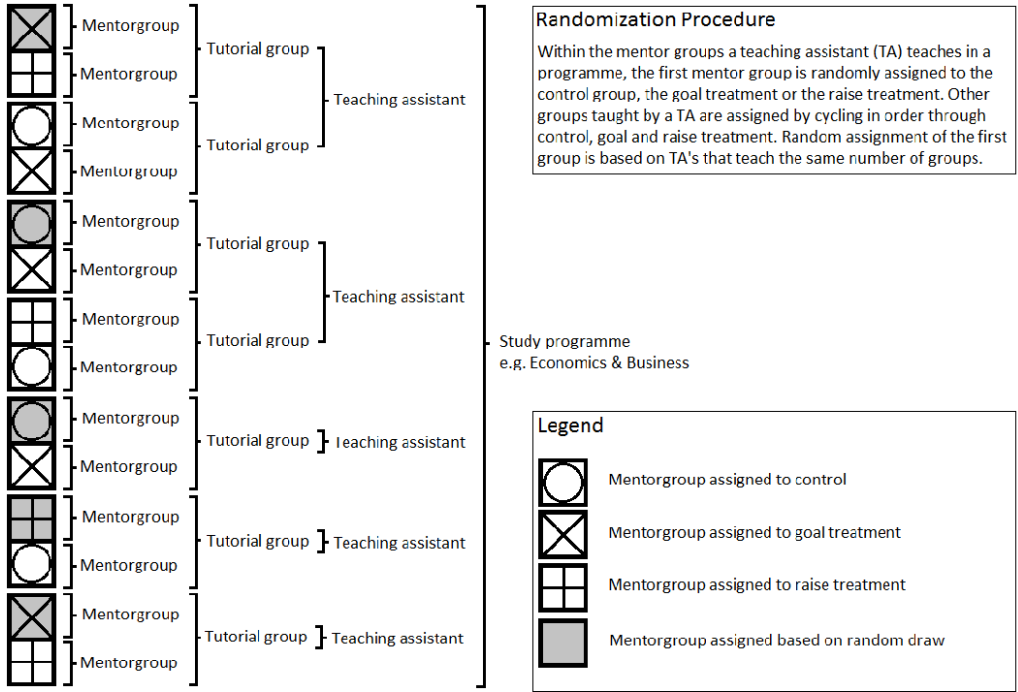 Mentorgroup
Mentorgroup
Mentorgroup
Mentorgroup
Mentorgroup
Mentorgroup
Mentorgroup
Mentorgroup
Mentorgroup
Mentorgroup
Mentorgroup
Mentorgroup
Mentorgroup
Mentorgroup
Tutorial group
Tutorial group
Tutorial group
Tutorial group
Tutorial group
Tutorial group
Tutorial group
Teaching assistant
Teaching assistant
Teaching assistant
Teaching assistant
Teaching assistant
Study programme
e.g. Economics & Business
Randomization Procedure
Within the mentor groups a teaching assistant (TA) teaches in a
programme, the first mentor group is randomly assigned to the
control group, the goal treatment or the raise treatment. Other
groups taught by a TA are assigned by cycling in order through
control, goal and raise treatment. Random assignment of the first
group is based on TA's that teach the same number of groups.
Legend
Mentorgroup assigned to control
Mentorgroup assigned to goal treatment
Mentorgroup assigned to raise treatment
Mentorgroup assigned based on random draw